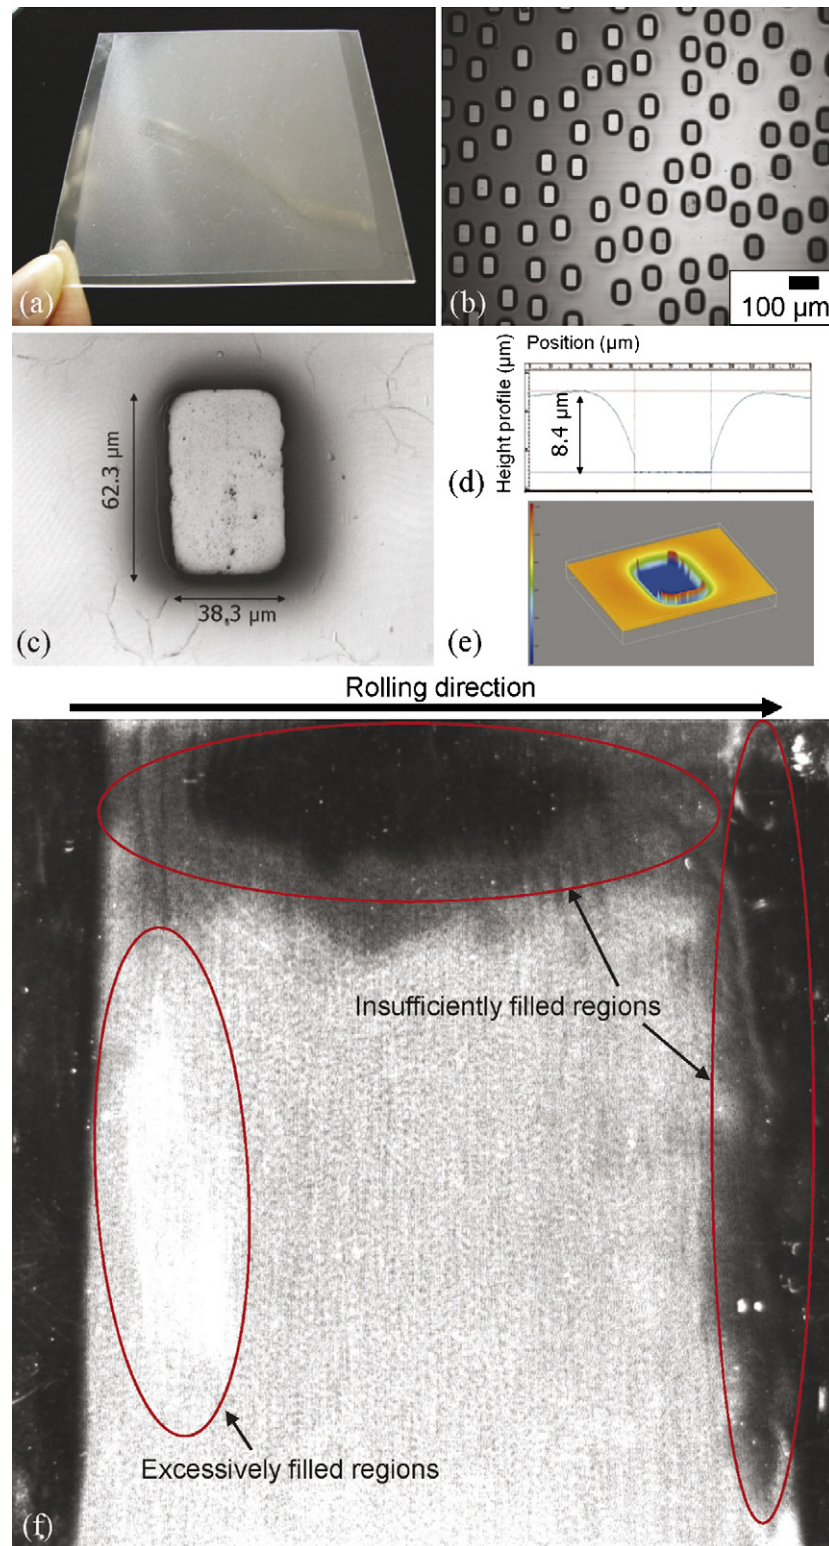 (a)
(b)
100 µm
62.3 µm
38.3 µm
(c)
Position (µm)
Height profile (µm)
8.4 µm
(d)
(e)
Rolling direction
Insufficiently filled regions
Excessively filled regions
(f)